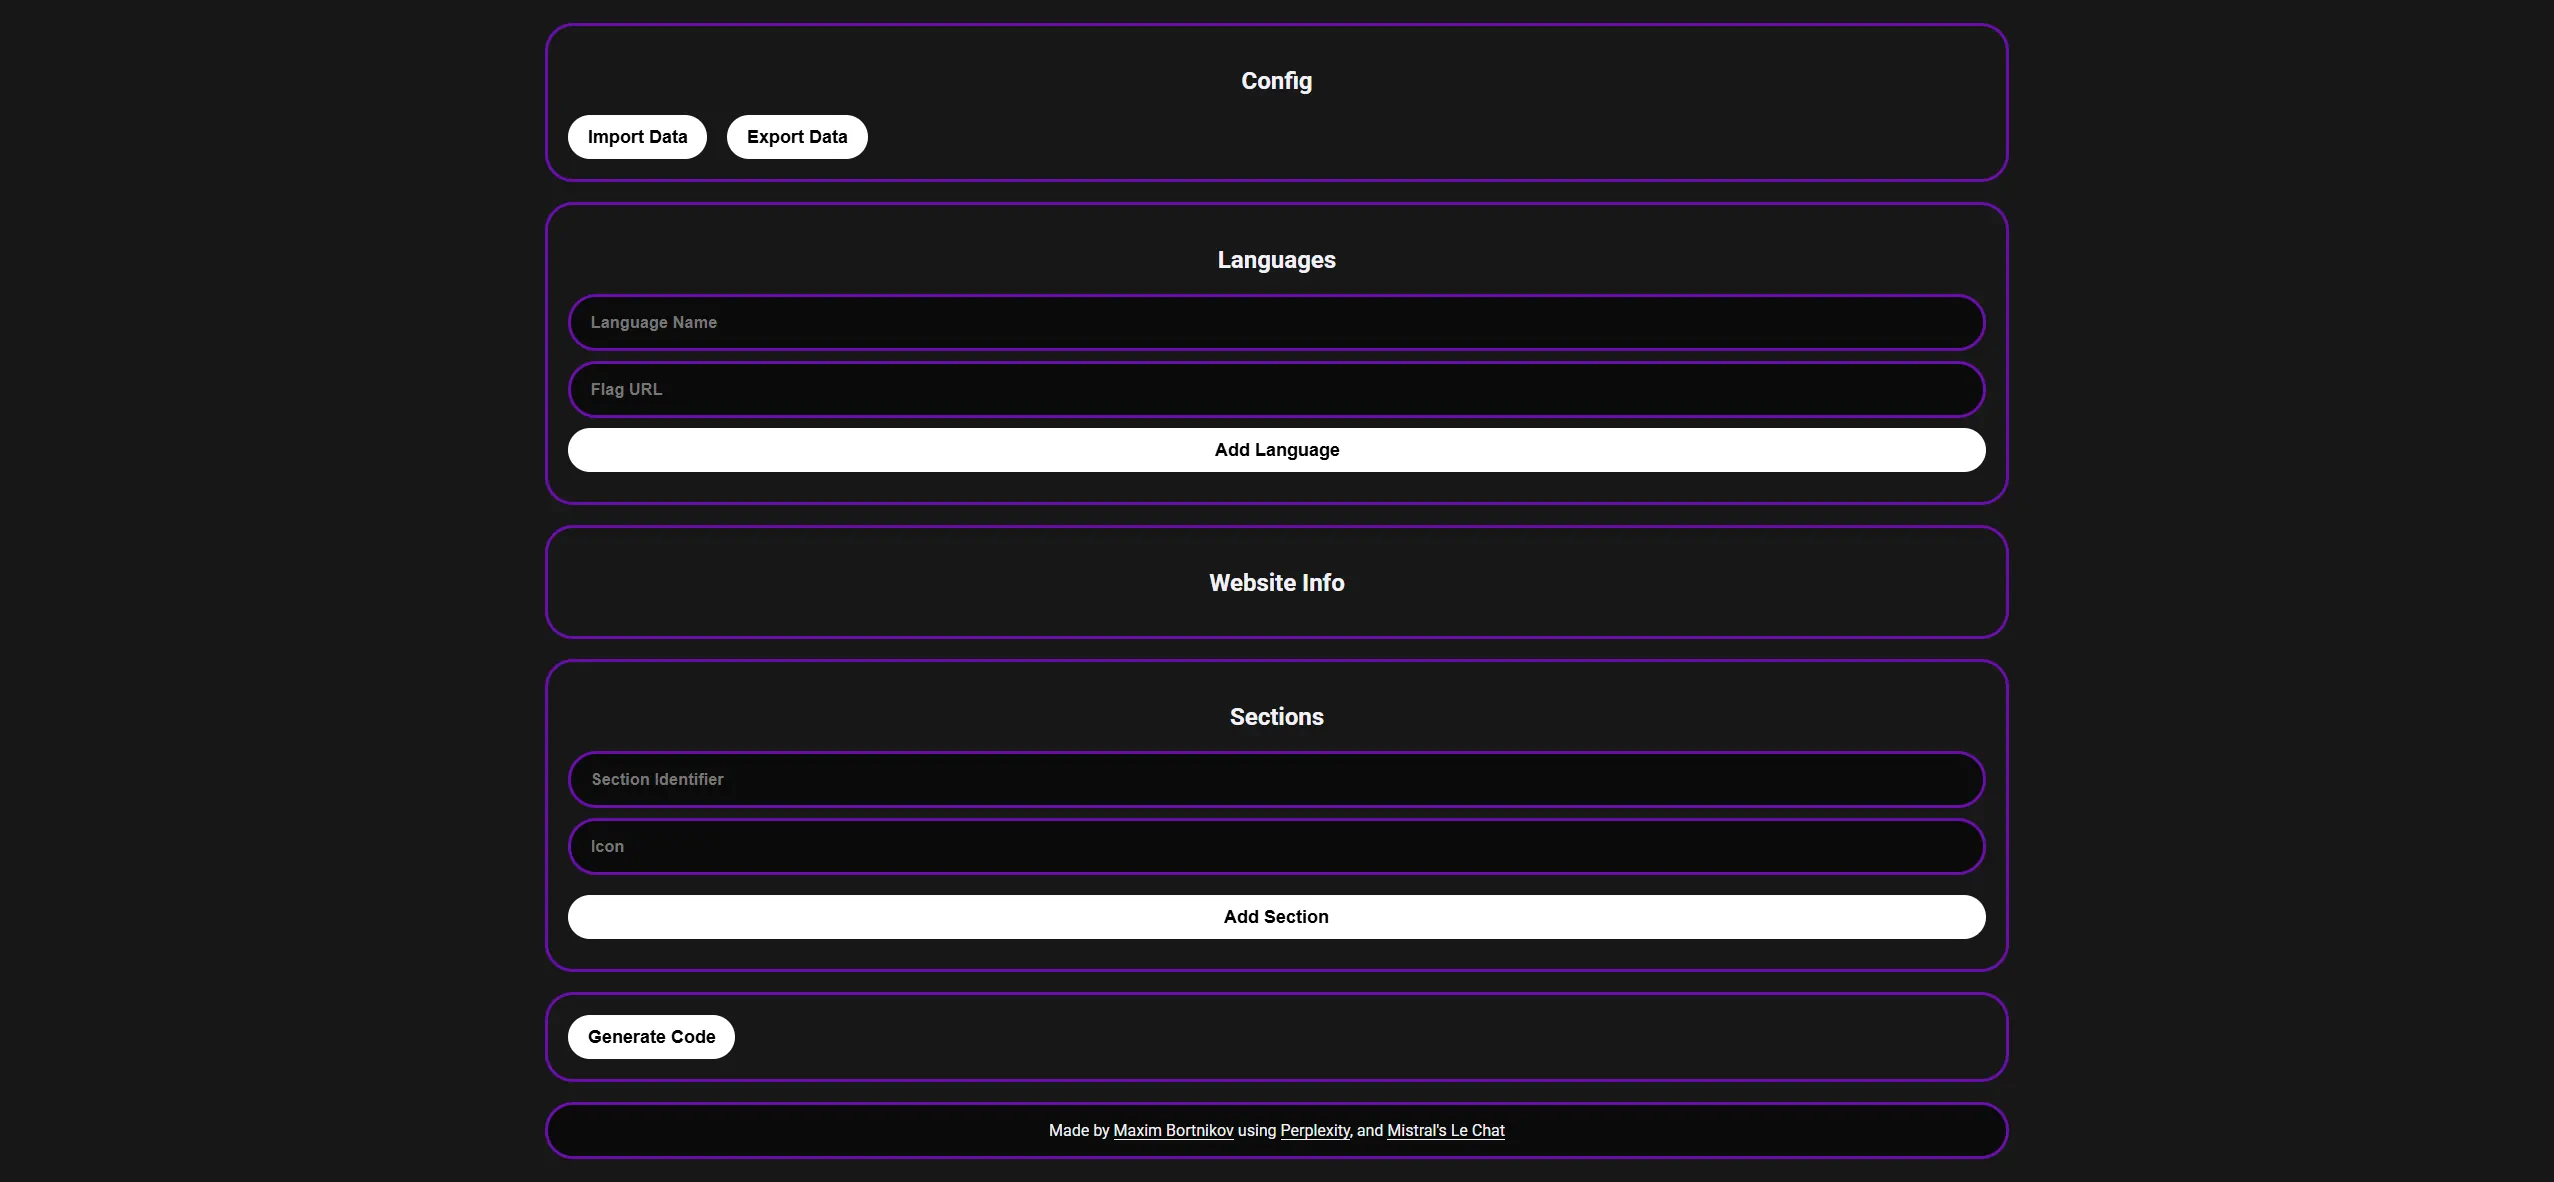 Config
Import Data Export Data
Languages
Language Name
Flag URL
Add Language
Website Info
Sections
Section Identifier
Icon
Add Section
Generate Code
Made by Maxim Bortnikov using Perplexity, and Mistral's Le Chat